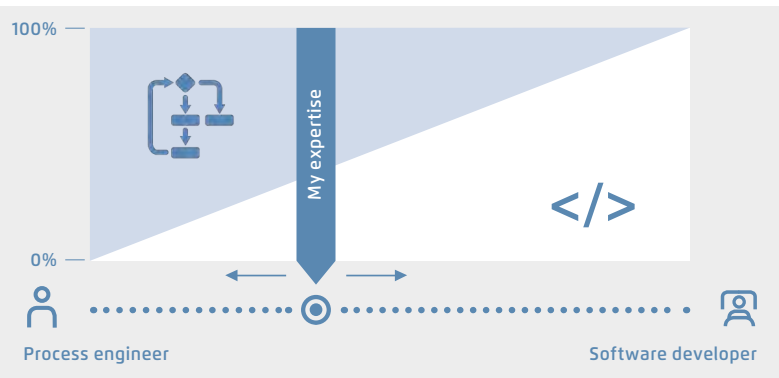 100%
My expertise
</>
0%
Process engineer
Software developer